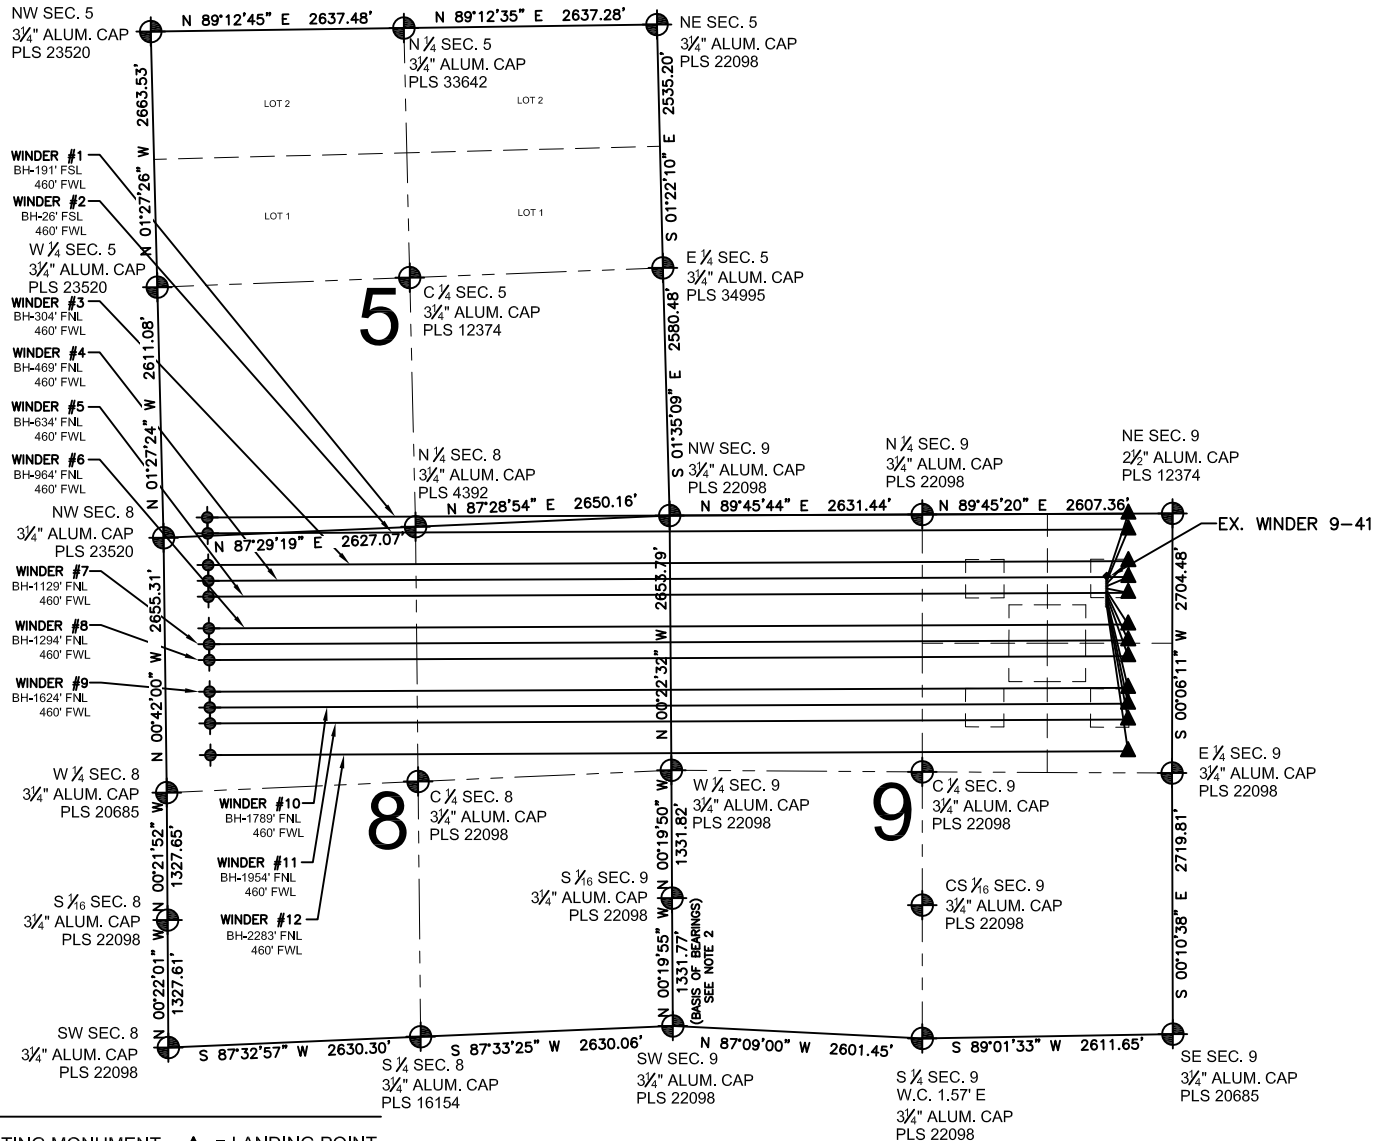 NW SEC. 5
3¼" ALUM. CAP
PLS 23520
N 89°12'45" E 2637.48'
N 89°12'35" E 2637.28'
NE SEC. 5
3¼" ALUM. CAP
PLS 22098
N ¼ SEC. 5
3¼" ALUM. CAP
PLS 33642
N 01°27'26" W 2663.53'
S 01°22'10" E 2535.20'
LOT 2
LOT 2
LOT 1
LOT 1
WINDER #1
BH-191' FSL
460' FWL
WINDER #2
BH-26' FSL
460' FWL
W ¼ SEC. 5
3¼" ALUM. CAP
PLS 23520
E ¼ SEC. 5
3¼" ALUM. CAP
PLS 34995
C ¼ SEC. 5
3¼" ALUM. CAP
PLS 12374
5
WINDER #3
BH-304' FNL
460' FWL
WINDER #4
BH-469' FNL
460' FWL
WINDER #5
BH-634' FNL
460' FWL
WINDER #6
BH-964' FNL
460' FWL
N 01°27'24" W 2611.08'
S 01°35'09" E 2580.48'
N ¼ SEC. 8
3¼" ALUM. CAP
PLS 4392
NW SEC. 9
3¼" ALUM. CAP
PLS 22098
N ¼ SEC. 9
3¼" ALUM. CAP
PLS 22098
NE SEC. 9
2½" ALUM. CAP
PLS 12374
NW SEC. 8
3¼" ALUM. CAP
PLS 23520
N 87°29'19" E 2627.07'
N 87°28'54" E 2650.16'
N 89°45'44" E 2631.44'
N 89°45'20" E 2607.36'
EX. WINDER 9-41
WINDER #7
BH-1129' FNL
460' FWL
WINDER #8
BH-1294' FNL
460' FWL
WINDER #9
BH-1624' FNL
460' FWL
N 00°42'00" W 2655.31'
N 00°22'32" W 2653.79'
S 00°06'11" W 2704.48'
W ¼ SEC. 8
3¼" ALUM. CAP
PLS 20685
C ¼ SEC. 8
3¼" ALUM. CAP
PLS 22098
8
W ¼ SEC. 9
3¼" ALUM. CAP
PLS 22098
9
C ¼ SEC. 9
3¼" ALUM. CAP
PLS 22098
E ¼ SEC. 9
3¼" ALUM. CAP
PLS 22098
WINDER #10
BH-1789' FNL
460' FWL
WINDER #11
BH-1954' FNL
460' FWL
WINDER #12
BH-2283' FNL
460' FWL
N 00°21'52" W
1327.65'
N 00°19'50" W
1331.82'
S 00°10'38" E 2719.81'
S 1/16 SEC. 8
3¼" ALUM. CAP
PLS 22098
S 1/16 SEC. 9
3¼" ALUM. CAP
PLS 22098
CS 1/16 SEC. 9
3¼" ALUM. CAP
PLS 22098
N 00°22'01" W
1327.61'
N 00°19'55" W
1331.77'
(BASIS OF BEARINGS)
SEE NOTE 2
SW SEC. 8
3¼" ALUM. CAP
PLS 22098
S 87°32'57" W 2630.30'
S 87°33'25" W 2630.06'
N 87°09'00" W 2601.45'
S 89°01'33" W 2611.65'
S ¼ SEC. 8
3¼" ALUM. CAP
PLS 16154
SW SEC. 9
3¼" ALUM. CAP
PLS 22098
S ¼ SEC. 9
W.C. 1.57' E
3¼" ALUM. CAP
PLS 22098
SE SEC. 9
3¼" ALUM. CAP
PLS 20685
TING MONUMENT ▲ = LANDING POINT